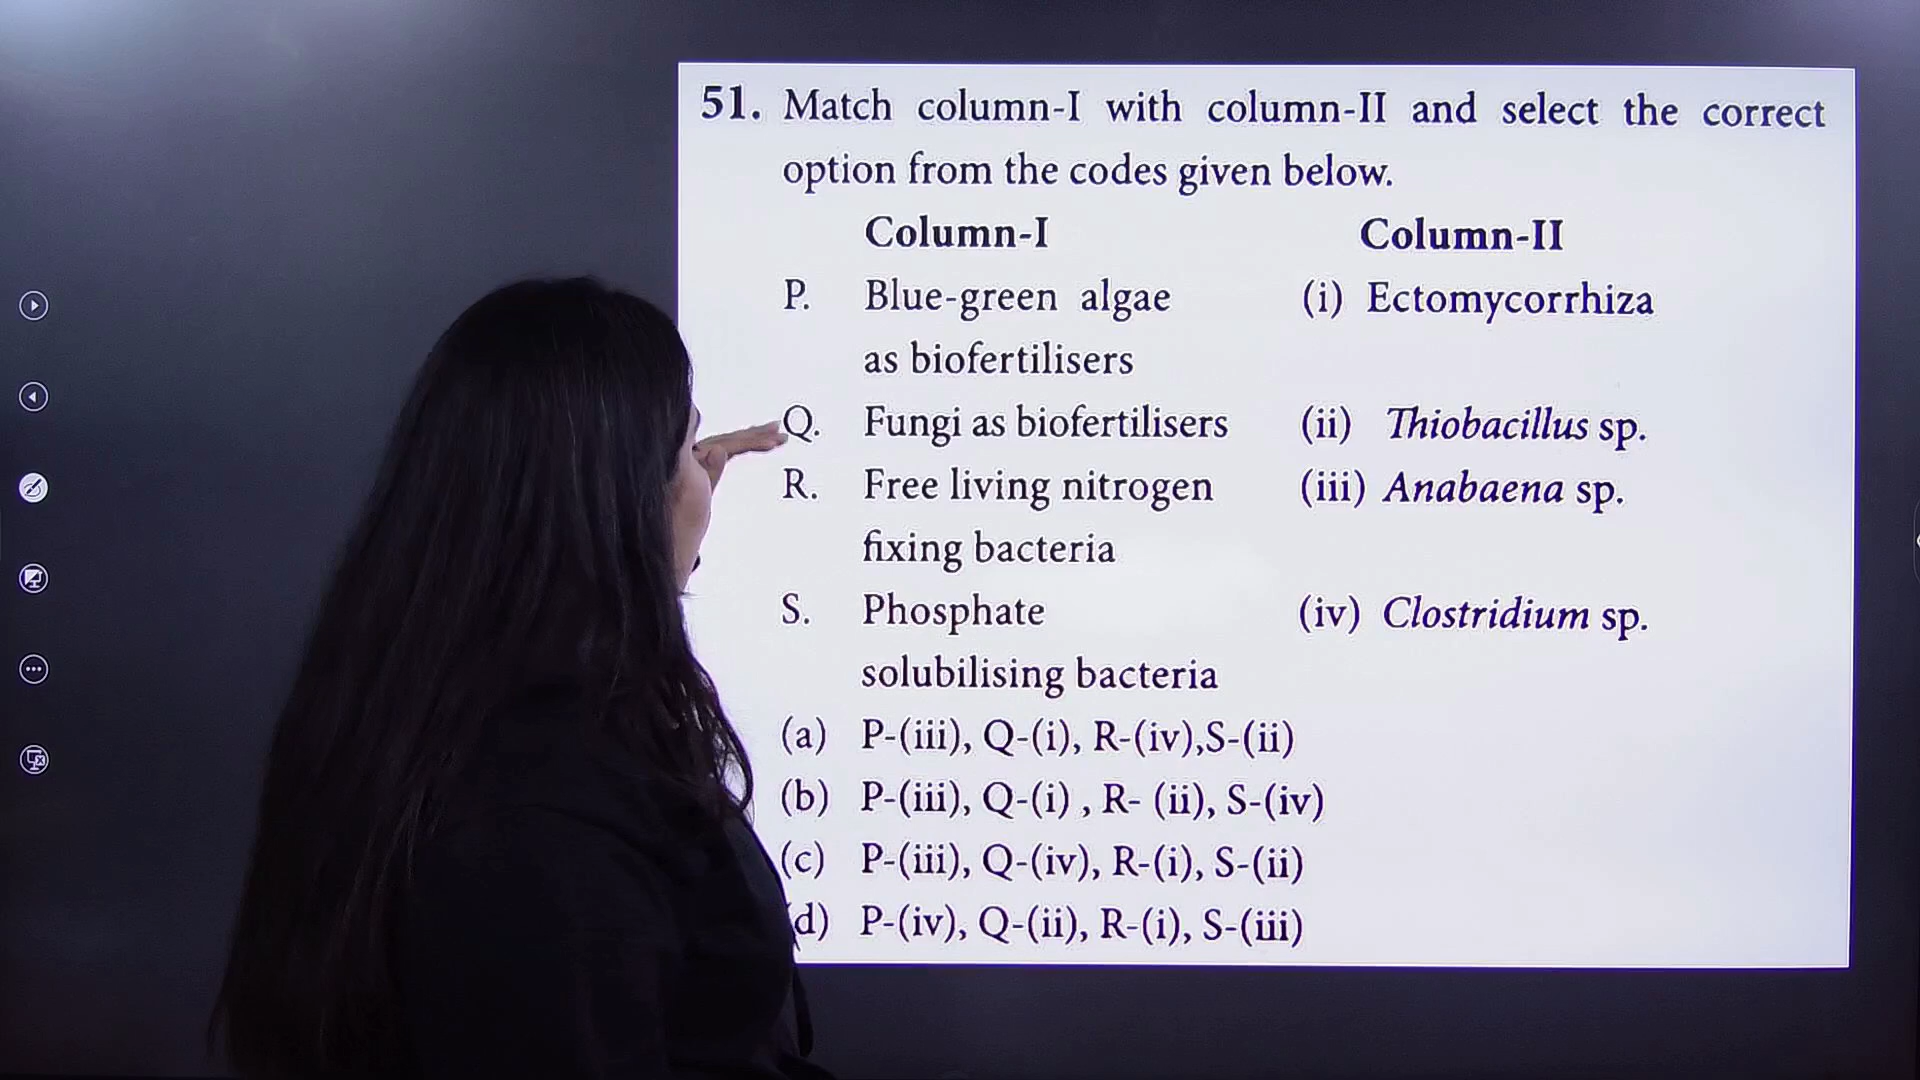 51. Match column-I with column-II and select the correct
option from the codes given below.
Column-I Column-II
P. Blue-green algae (i) Ectomycorrhiza
as biofertilisers
Q. Fungi as biofertilisers (ii) Thiobacillus sp.
R. Free living nitrogen (iii) Anabaena sp.
fixing bacteria
S. Phosphate (iv) Clostridium sp.
solubilising bacteria
(a) P-(iii), Q-(i), R-(iv),S-(ii)
(b) P-(iii), Q-(i) , R- (ii), S-(iv)
(c) P-(iii), Q-(iv), R-(i), S-(ii)
(d) P-(iv), Q-(ii), R-(i), S-(iii)